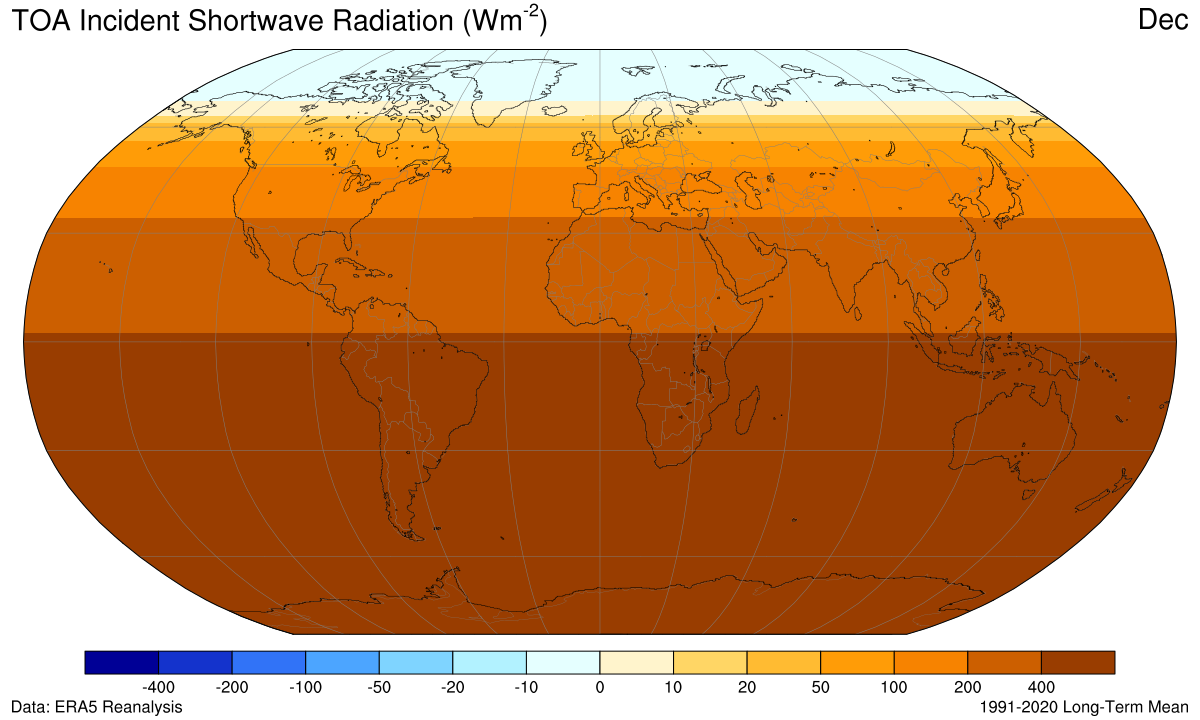 TOA Incident Shortwave Radiation (Wm-2) Dec
-400 -200 -100 -50 -20 -10 0 10 20 50 100 200 400
Data: ERA5 Reanalysis 1991-2020 Long-Term Mean